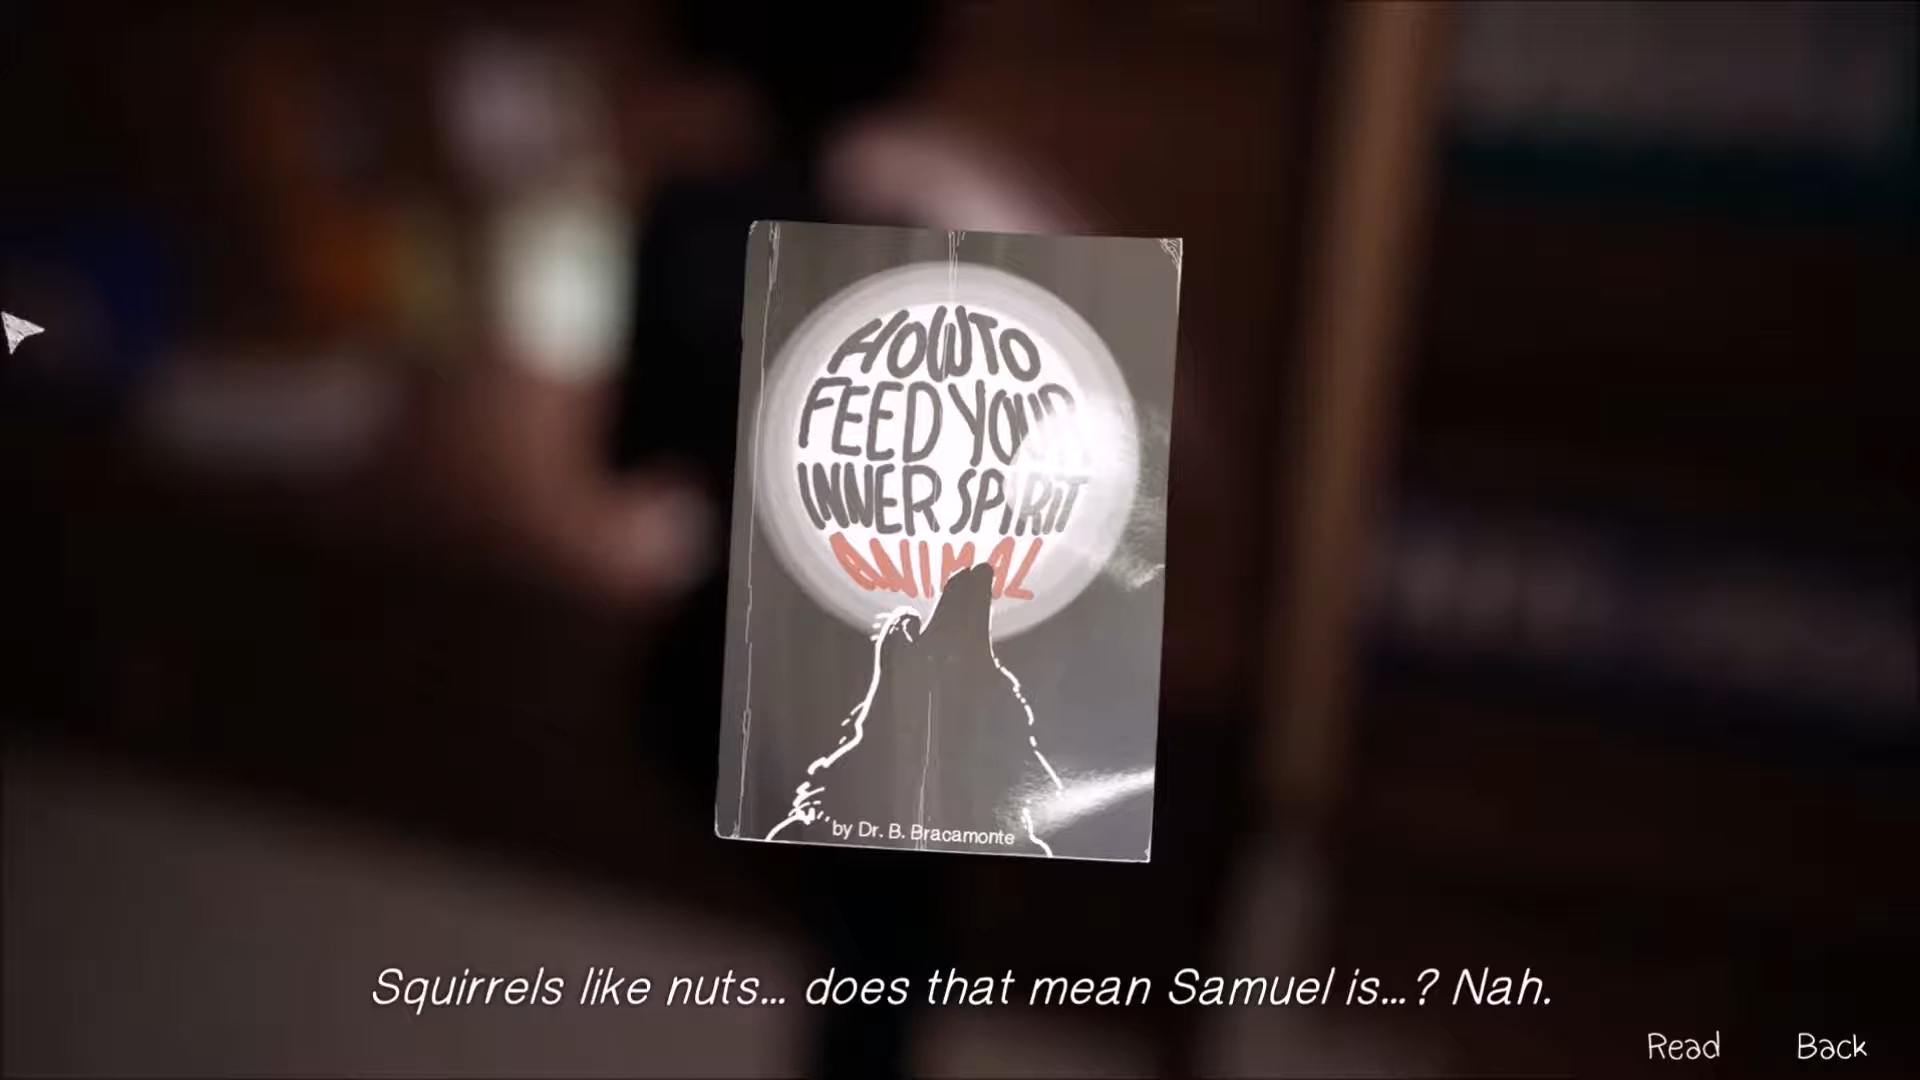 HOW TO
FEED YOUR
INNER SPIRIT
ANIMAL
by Dr. B. Bracamonte
Squirrels like nuts... does that mean Samuel is...? Nah.
Read Back